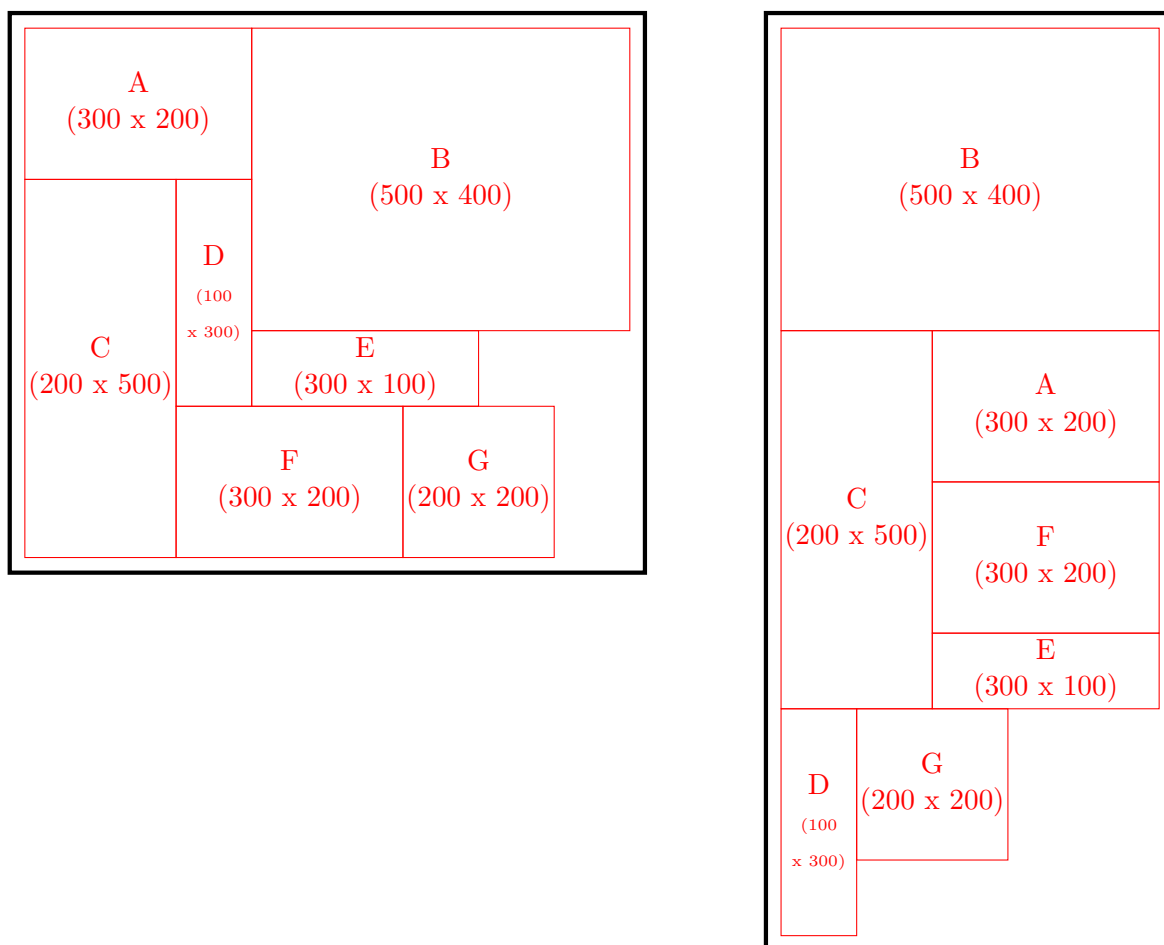 A
(300 x 200)
B
(500 x 400)
C
(200 x 500)
D
(100
x 300)
E
(300 x 100)
F
(300 x 200)
G
(200 x 200)
B
(500 x 400)
C
(200 x 500)
A
(300 x 200)
F
(300 x 200)
E
(300 x 100)
D
(100
x 300)
G
(200 x 200)